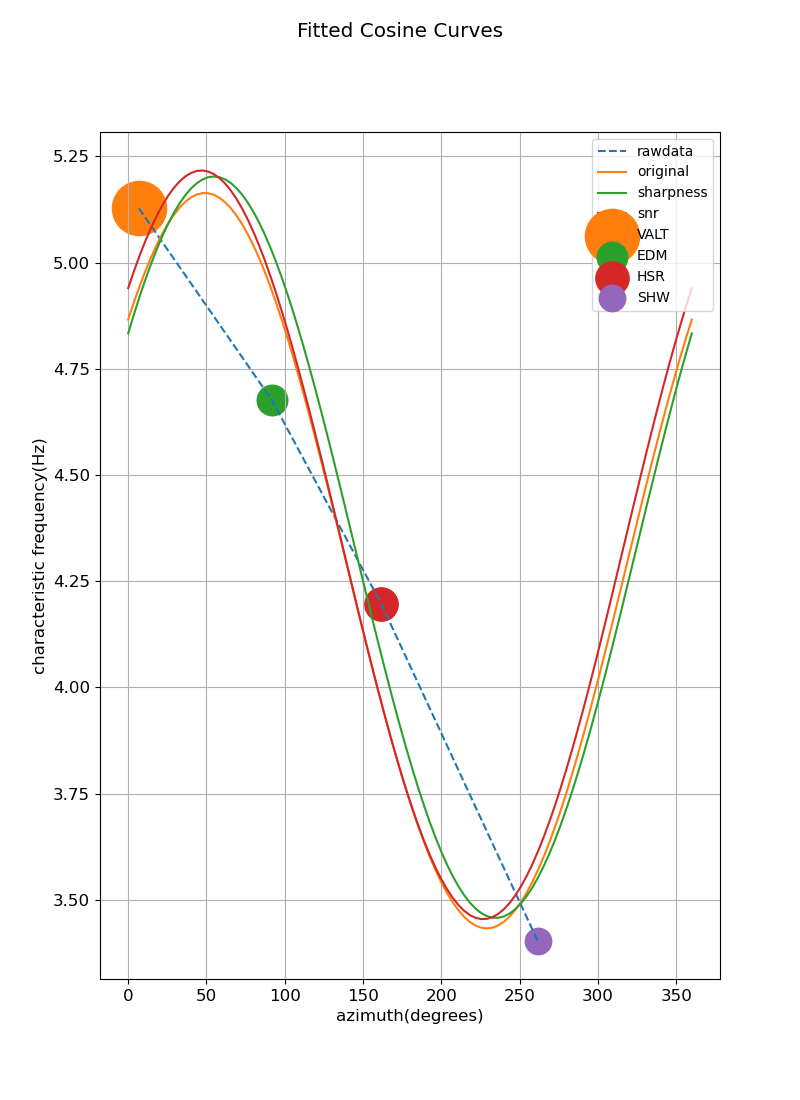 Fitted Cosine Curves
5.25
5.00
4.75
4.50
4.25
4.00
3.75
3.50
characteristic frequency(Hz)
rawdata
original
sharpness
snr
VALT
EDM
HSR
SHW
0 50 100 150 200 250 300 350
azimuth(degrees)